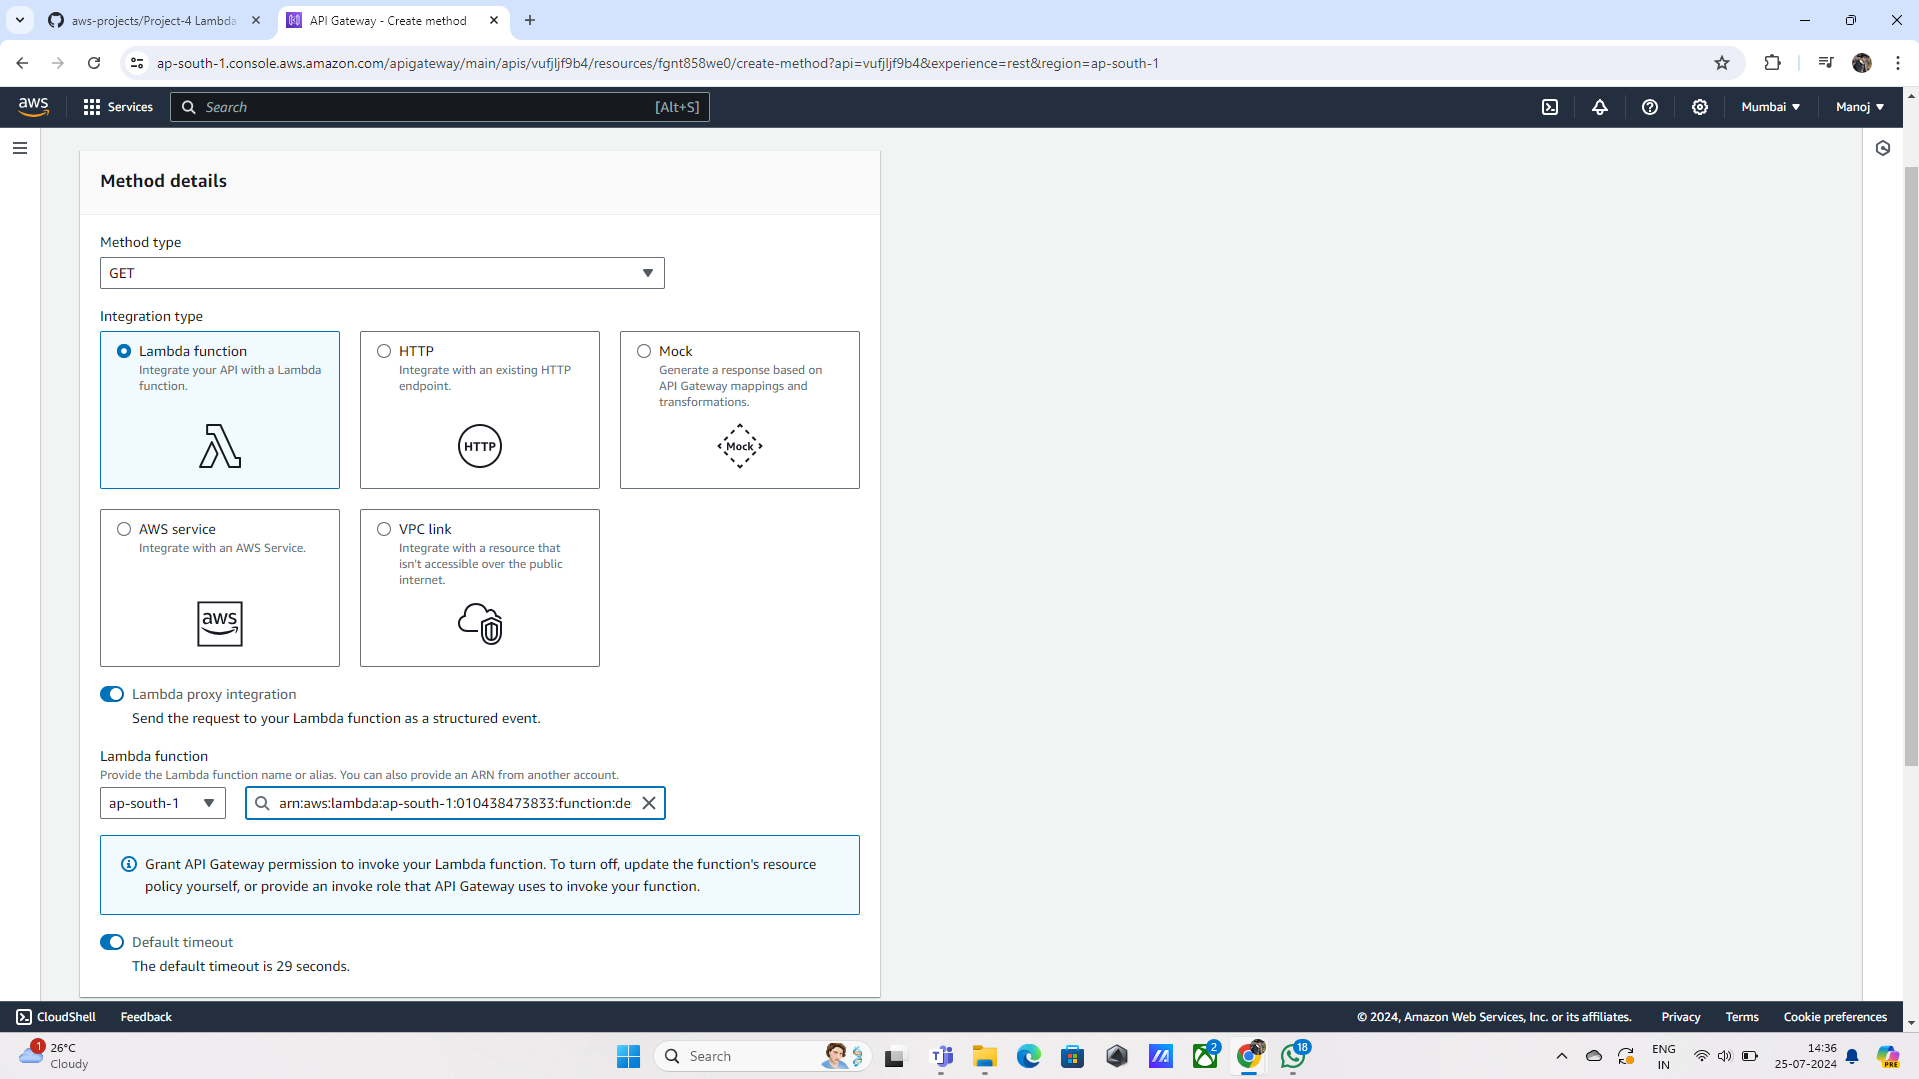 aws-projects/Project-4 Lambda
API Gateway - Create method
ap-south-1.console.aws.amazon.com/apigateway/main/apis/vufjljf9b4/resources/fgnt858we0/create-method?api=vufjljf9b4&experience=rest&region=ap-south-1
aws
Services
Search
[Alt+S]
Mumbai
Manoj
Method details
Method type
GET
Integration type
Lambda function
Integrate your API with a Lambda
function.
HTTP
Integrate with an existing HTTP
endpoint.
HTTP
Mock
Generate a response based on
API Gateway mappings and
transformations.
Mock
AWS service
Integrate with an AWS Service.
aws
VPC link
Integrate with a resource that
isn't accessible over the public
internet.
Lambda proxy integration
Send the request to your Lambda function as a structured event.
Lambda function
Provide the Lambda function name or alias. You can also provide an ARN from another account.
ap-south-1
arn:aws:lambda:ap-south-1:010438473833:function:de
Grant API Gateway permission to invoke your Lambda function. To turn off, update the function's resource
policy yourself, or provide an invoke role that API Gateway uses to invoke your function.
Default timeout
The default timeout is 29 seconds.
CloudShell
Feedback
© 2024, Amazon Web Services, Inc. or its affiliates.
Privacy
Terms
Cookie preferences
1
26°C
Cloudy
Search
2
18
ENG
IN
14:36
25-07-2024
PRE